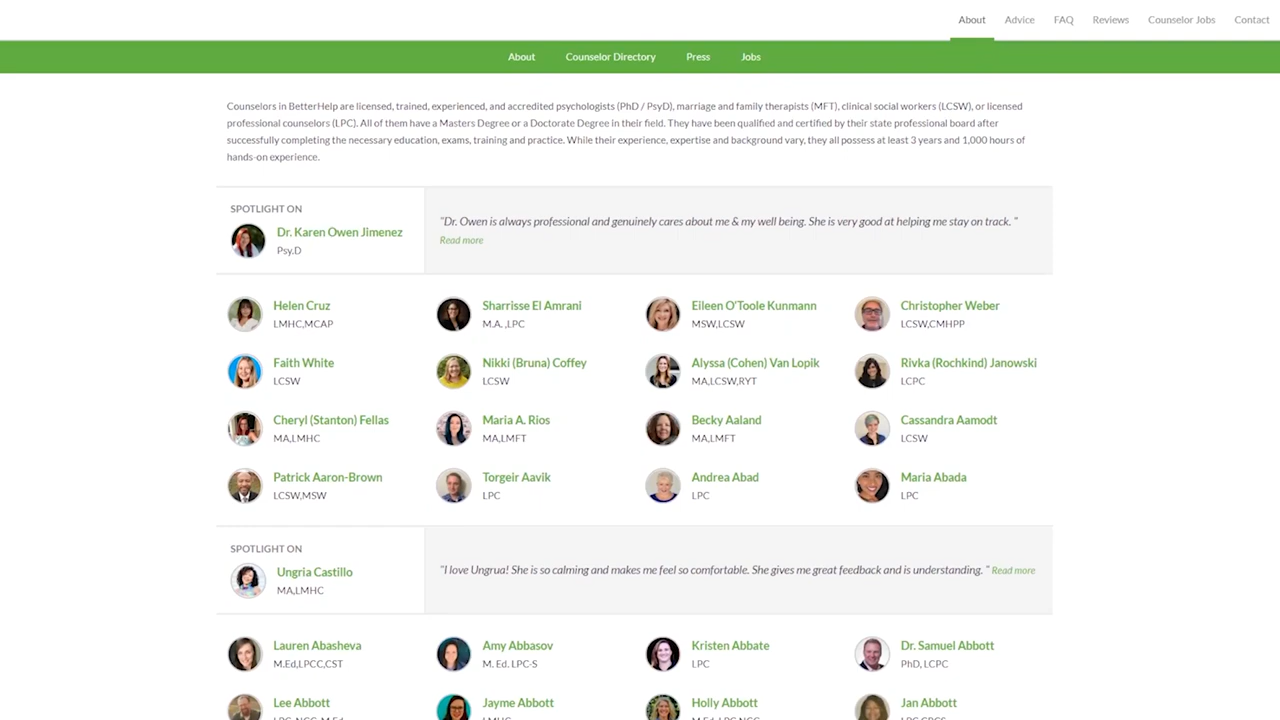 About Advice FAQ Reviews Counselor Jobs Contact
About Counselor Directory Press Jobs
Counselors in BetterHelp are licensed, trained, experienced, and accredited psychologists (PhD / PsyD), marriage and family therapists (MFT), clinical social workers (LCSW), or licensed
professional counselors (LPC). All of them have a Masters Degree or a Doctorate Degree in their field. They have been qualified and certified by their state professional board after
successfully completing the necessary education, exams, training and practice. While their experience, expertise and background vary, they all possess at least 3 years and 1,000 hours of
hands-on experience.
SPOTLIGHT ON
Dr. Karen Owen Jimenez
Psy.D
"Dr. Owen is always professional and genuinely cares about me & my well being. She is very good at helping me stay on track. "
Read more
Helen Cruz Sharrisse El Amrani Eileen O'Toole Kunmann Christopher Weber
LMHC,MCAP M.A. ,LPC MSW,LCSW LCSW,CMHPP
Faith White Nikki (Bruna) Coffey Alyssa (Cohen) Van Lopik Rivka (Rochkind) Janowski
LCSW LCSW MA,LCSW,RYT LCPC
Cheryl (Stanton) Fellas Maria A. Rios Becky Aaland Cassandra Aamodt
MA,LMHC MA,LMFT MA,LMFT LCSW
Patrick Aaron-Brown Torgeir Aavik Andrea Abad Maria Abada
LCSW,MSW LPC LPC LPC
SPOTLIGHT ON
Ungria Castillo
MA,LMHC
"I love Ungrua! She is so calming and makes me feel so comfortable. She gives me great feedback and is understanding. " Read more
Lauren Abasheva Amy Abbasov Kristen Abbate Dr. Samuel Abbott
M.Ed,LPCC,CST M. Ed. LPC-S LPC PhD, LCPC
Lee Abbott Jayme Abbott Holly Abbott Jan Abbott